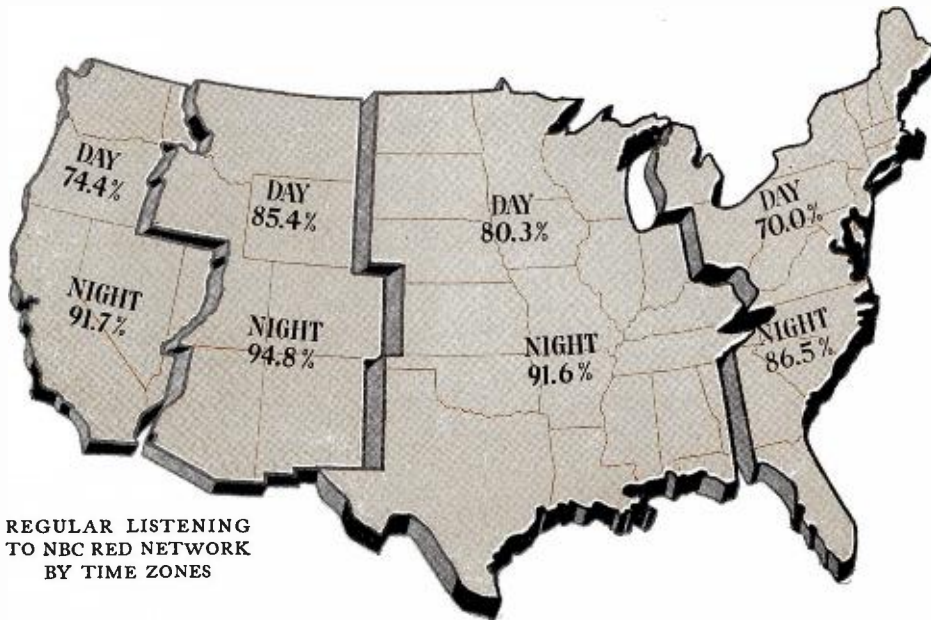 DAY
74.4%
NIGHT
91.7%
DAY
85.4%
NIGHT
94.8%
DAY
80.3%
NIGHT
91.6%
DAY
70.0%
NIGHT
86.5%
REGULAR LISTENING
TO NBC RED NETWORK
BY TIME ZONES